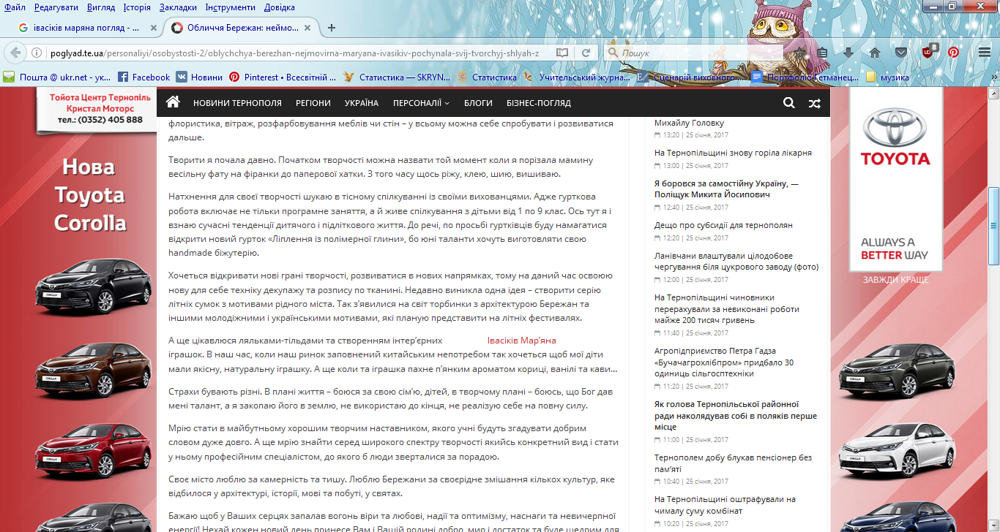 Файл Редагувати Вигляд Історія Закладки Інструменти Довідка
івасіків маряна погляд - ...
Обличчя Бережан: неймо...
poglyad.te.ua/personaliyi/osobystosti-2/oblychchya-berezhan-nejmovirna-maryana-ivasikiv-pochynala-svij-tvorchyj-shlyah-z
Пошук
8
Пошта @ ukr.net - ук...
Facebook
Новини
Pinterest • Всесвітній ...
Статистика — SKRYN...
Статистика
Учительський журна...
Сценарій виховного ...
Портфоліо Гетманец...
музика
Тойота Центр Тернопіль
Кристал Моторс
тел.: (0352) 405 888
Нова
Toyota
Corolla
НОВИНИ ТЕРНОПОЛЯ РЕГІОНИ УКРАЇНА ПЕРСОНАЛІЇ БЛОГИ БІЗНЕС-ПОГЛЯД
флористика, вітраж, розфарбовування меблів чи стін – у всьому можна себе спробувати і розвиватися
дальше.
Творити я почала давно. Початком творчості можна назвати той момент коли я порізала мамину
весільну фату на фіранки до паперової хатки. З того часу щось ріжу, клею, шию, вишиваю.
Натхнення для своєї творчості шукаю в тісному спілкуванні із своїми вихованцями. Адже гурткова
робота включає не тільки програмне заняття, а й живе спілкування з дітьми від 1 по 9 клас. Ось тут я і
взнаю сучасні тенденції дитячого і підліткового життя. До речі, по просьбі гуртківців буду намагатися
відкрити новий гурток «Ліплення із полімерної глини», бо юні таланти хочуть виготовляти свою
handmade біжутерію.
Хочеться відкривати нові грані творчості, розвиватися в нових напрямках, тому на даний час освоюю
нову для себе техніку декупажу та розпису по тканині. Недавно виникла одна ідея – створити серію
літніх сумок з мотивами рідного міста. Так з’явилися на світ торбинки з архітектурою Бережан та
іншими молодіжними і українськими мотивами, які планую представити на літніх фестивалях.
А ще цікавлюся ляльками-тільдами та створенням інтер’єрних Івасіків Мар’яна
іграшок. В наш час, коли наш ринок заповнений китайським непотребом так хочеться щоб мої діти
мали якісну, натуральну іграшку. А ще коли та іграшка пахне п’янким ароматом кориці, ванілі та кави...
Страхи бувають різні. В плані життя – боюся за свою сім’ю, дітей, в творчому плані – боюсь, що Бог дав
мені талант, а я закопаю його в землю, не використаю до кінця, не реалізую себе на повну силу.
Мрію стати в майбутньому хорошим творчим наставником, якого учні будуть згадувати добрим
словом дуже довго. А ще мрію знайти серед широкого спектру творчості якийсь конкретний вид і стати
у ньому професійним спеціалістом, до якого б люди зверталися за порадою.
Своє місто люблю за камерність та тишу. Люблю Бережани за своєрідне змішання кількох культур, яке
відбилося у архітектурі, історії, мові та побуті, у святах.
Бажаю щоб у Ваших серцях запалав вогонь віри та любові, надії та оптимізму, наснаги та невичерпної
енергії! Нехай кожен новий день принесе Вам і Вашій родині добро, мир і достаток та буде щедрим для
Михайлу Головку
13:20 | 25 січня, 2017
На Тернопільщині знову горіла лікарня
13:00 | 25 січня, 2017
Я боровся за самостійну Україну, —
Поліщук Микита Йосипович
12:40 | 25 січня, 2017
Дещо про субсидії для тернополян
12:20 | 25 січня, 2017
Ланівчани влаштували цілодобове
чергування біля цукрового заводу (фото)
12:00 | 25 січня, 2017
На Тернопільщині чиновники
перерахували за невиконані роботи
майже 200 тисяч гривень
11:40 | 25 січня, 2017
Агропідприємство Петра Гадза
«Бучачагрохлібпром» придбало 30
одиниць сільгосптехніки
11:20 | 25 січня, 2017
Як голова Тернопільської районної
ради наколядував собі в поляків перше
місце
11:00 | 25 січня, 2017
Тернополем добу блукав пенсіонер без
пам’яті
10:40 | 25 січня, 2017
На Тернопільщині оштрафували на
чималу суму комбінат
10:20 | 25 січня, 2017
TOYOTA
ALWAYS A
BETTER WAY
ЗАВЖДИ КРАЩЕ